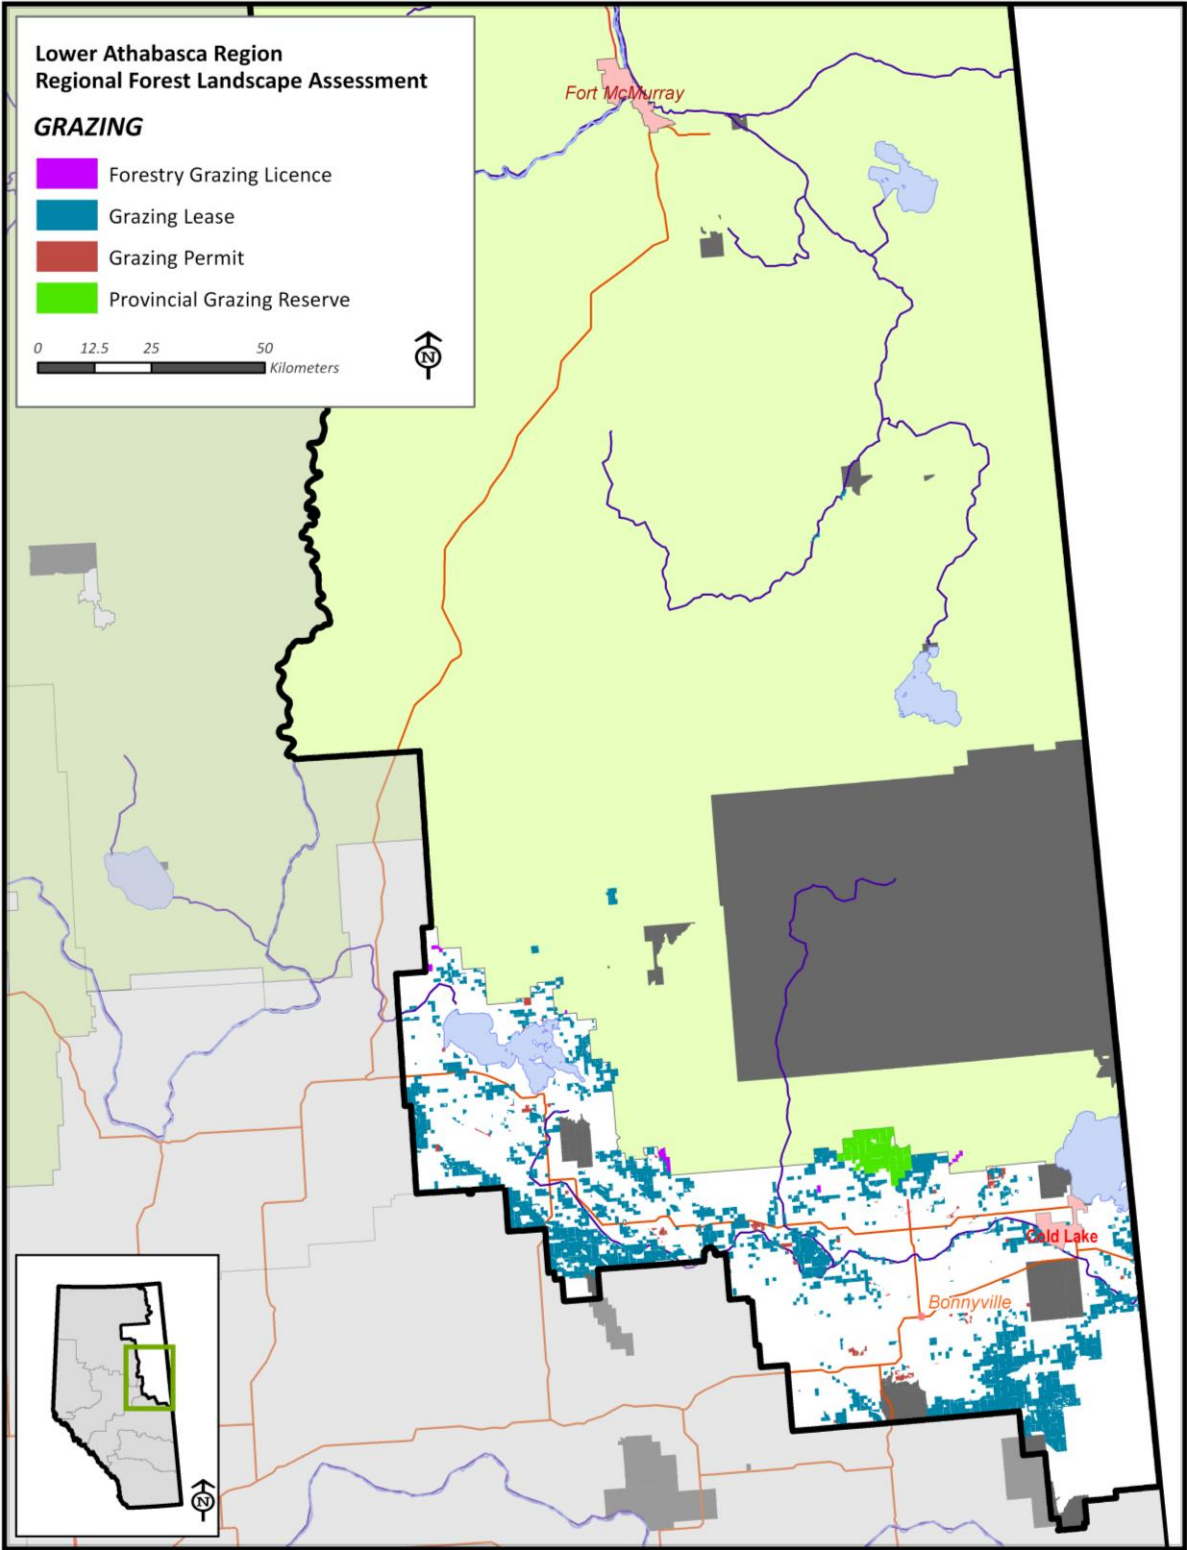 Lower Athabasca Region
Regional Forest Landscape Assessment
GRAZING
Forestry Grazing Licence
Grazing Lease
Grazing Permit
Provincial Grazing Reserve
0 12.5 25 50
Kilometers
N
Fort McMurray
Cold Lake
Bonnyville
N